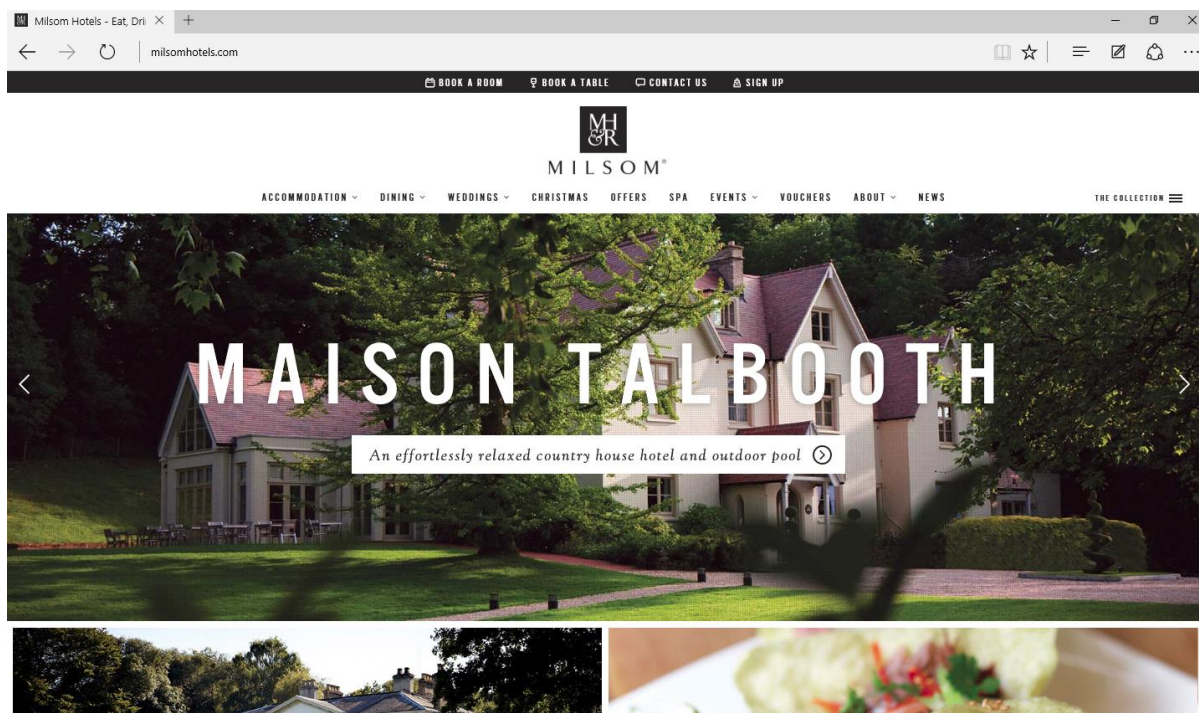 Milsom Hotels - Eat, Dri
milsomhotels.com
BOOK A ROOM BOOK A TABLE CONTACT US SIGN UP
MH
&R
MILSOM®
ACCOMMODATION DINING WEDDINGS CHRISTMAS OFFERS SPA EVENTS VOUCHERS ABOUT NEWS THE COLLECTION
MAISON TALBOOTH
An effortlessly relaxed country house hotel and outdoor pool